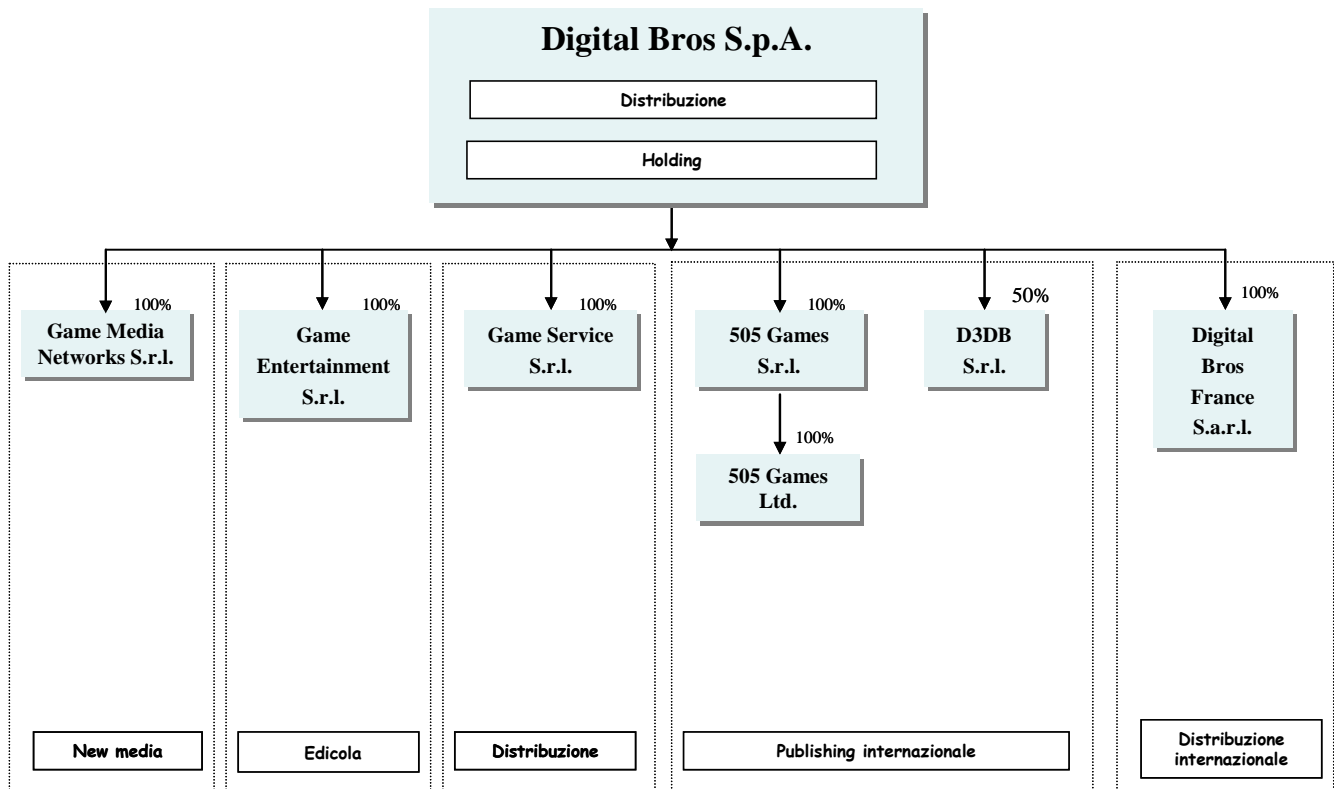 Digital Bros S.p.A.
Distribuzione
Holding
100%
Game Media
Networks S.r.l.
100%
Game
Entertainment
S.r.l.
100%
Game Service
S.r.l.
100%
505 Games
S.r.l.
50%
D3DB
S.r.l.
100%
Digital
Bros
France
S.a.r.l.
100%
505 Games
Ltd.
New media
Edicola
Distribuzione
Publishing internazionale
Distribuzione
internazionale